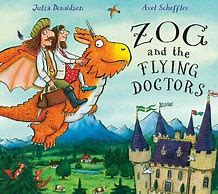 Julia Donaldson Axel Scheffler
ZOG
and the
FLYING
DOCTORS